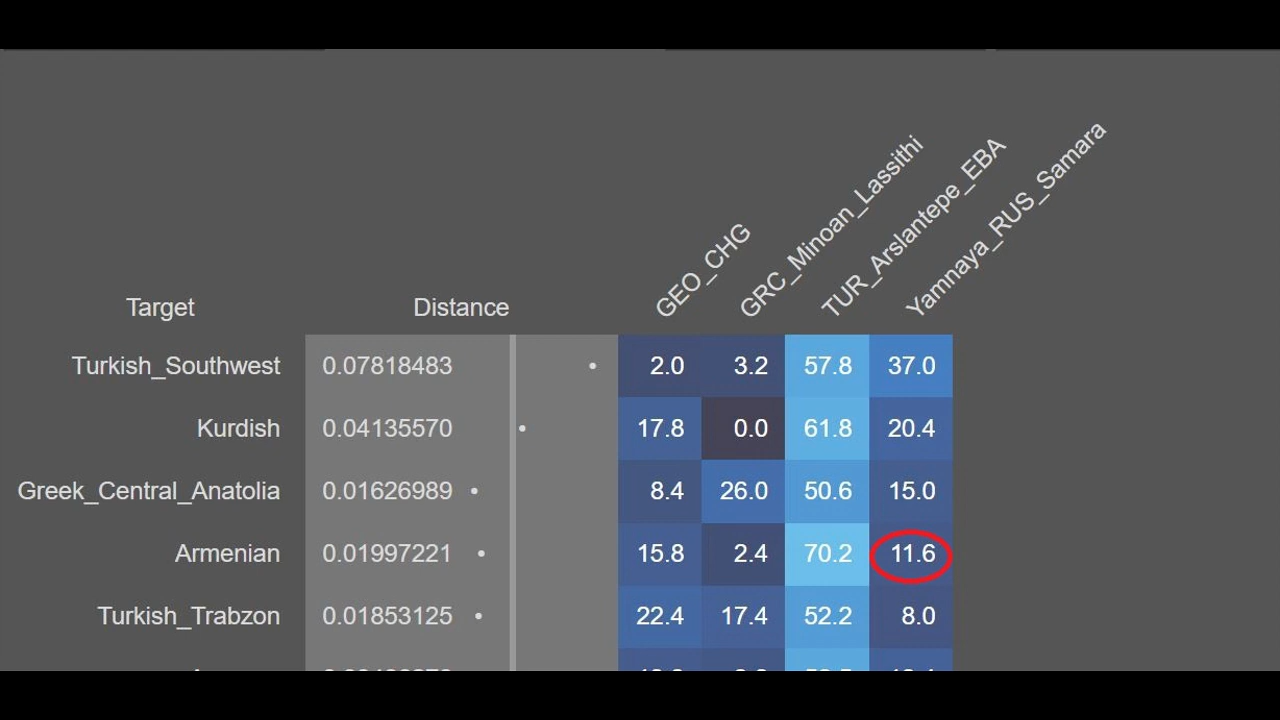 GEO_CHG
GRC_Minoan_Lassithi
TUR_Arslantepe_EBA
Yamnaya_RUS_Samara
Target Distance
Turkish_Southwest 0.07818483 2.0 3.2 57.8 37.0
Kurdish 0.04135570 17.8 0.0 61.8 20.4
Greek_Central_Anatolia 0.01626989 8.4 26.0 50.6 15.0
Armenian 0.01997221 15.8 2.4 70.2 11.6
Turkish_Trabzon 0.01853125 22.4 17.4 52.2 8.0